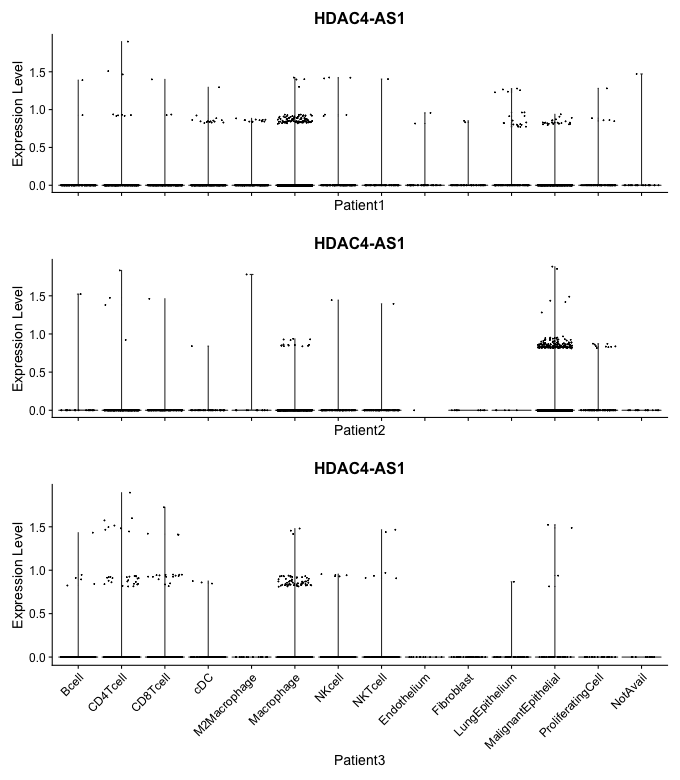 HDAC4-AS1
Expression Level
1.5
1.0
0.5
0.0
Patient1
HDAC4-AS1
Expression Level
1.5
1.0
0.5
0.0
Patient2
HDAC4-AS1
Expression Level
1.5
1.0
0.5
0.0
Bcell
CD4Tcell
CD8Tcell
cDC
M2Macrophage
Macrophage
NKcell
NKTcell
Endothelium
Fibroblast
LungEpithelium
MalignantEpithelial
ProliferatingCell
NotAvail
Patient3